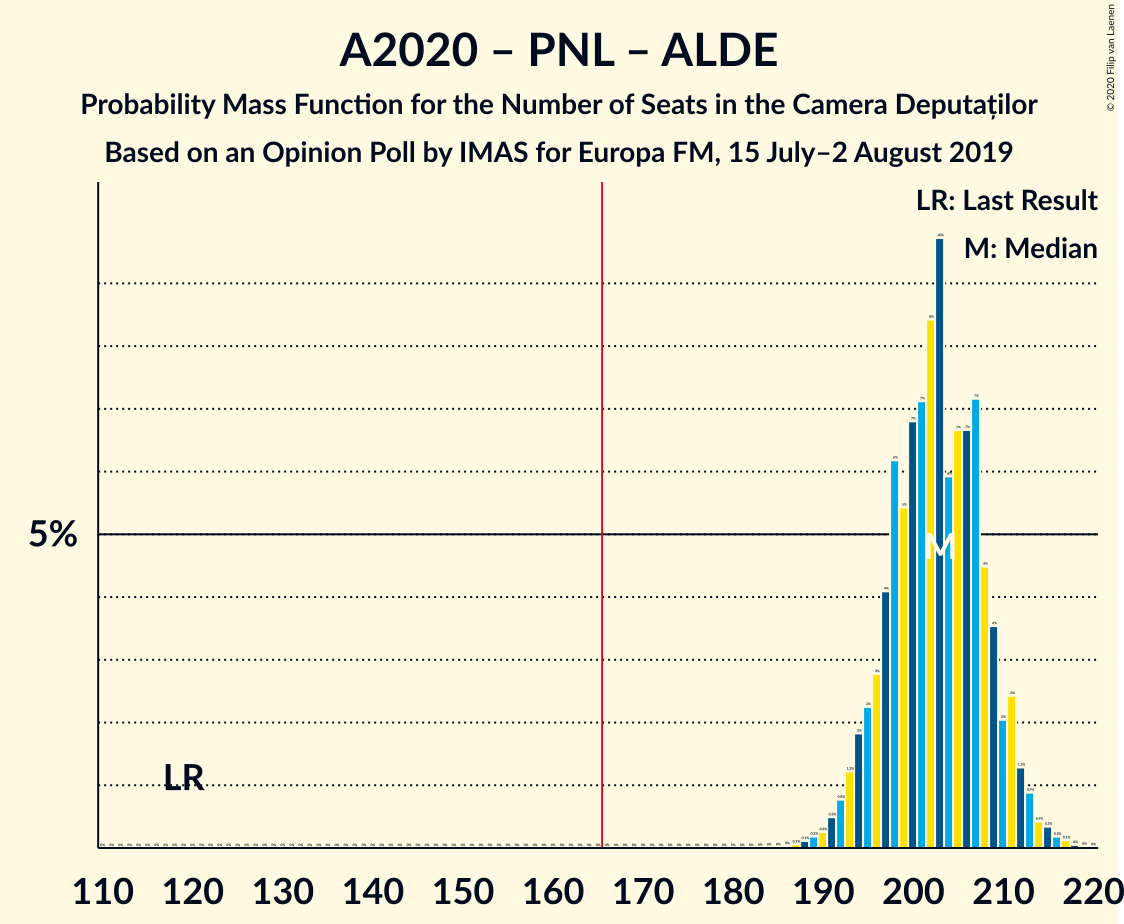 A2020 – PNL – ALDE
Probability Mass Function for the Number of Seats in the Camera Deputaților
Based on an Opinion Poll by IMAS for Europa FM, 15 July–2 August 2019
© 2020 Filip van Laenen
LR: Last Result
M: Median
5%
M
LR
110 120 130 140 150 160 170 180 190 200 210 220